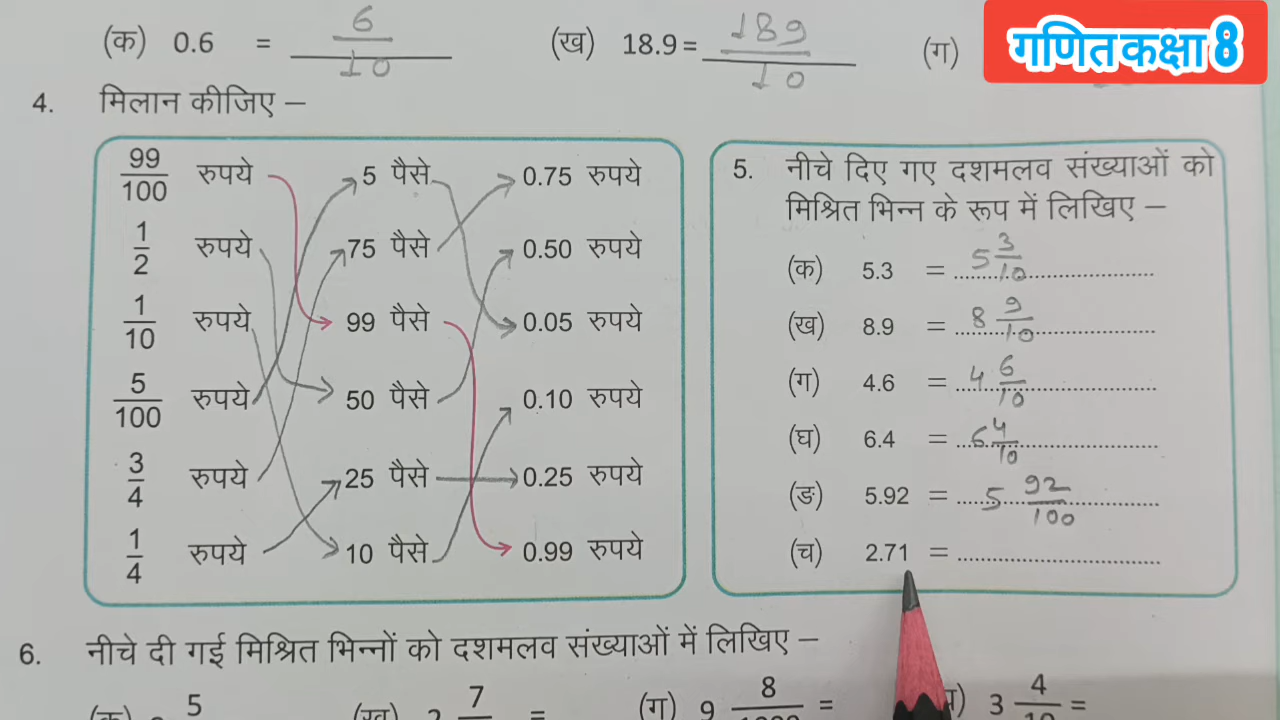 (क) 0.6 = 6/10 (ख) 18.9 = 189/10 (ग)
गणित कक्षा 8
4. मिलान कीजिए –
99/100 रुपये 5 पैसे 0.75 रुपये
1/2 रुपये 75 पैसे 0.50 रुपये
1/10 रुपये 99 पैसे 0.05 रुपये
5/100 रुपये 50 पैसे 0.10 रुपये
3/4 रुपये 25 पैसे 0.25 रुपये
1/4 रुपये 10 पैसे 0.99 रुपये
5. नीचे दिए गए दशमलव संख्याओं को
मिश्रित भिन्न के रूप में लिखिए –
(क) 5.3 = 5 3/10
(ख) 8.9 = 8 9/10
(ग) 4.6 = 4 6/10
(घ) 6.4 = 6 4/10
(ङ) 5.92 = 5 92/100
(च) 2.71 = ........
6. नीचे दी गई मिश्रित भिन्नों को दशमलव संख्याओं में लिखिए –
(क) 5 (ख) 2 7 = (ग) 9 8/1000 = 3 4/10 =